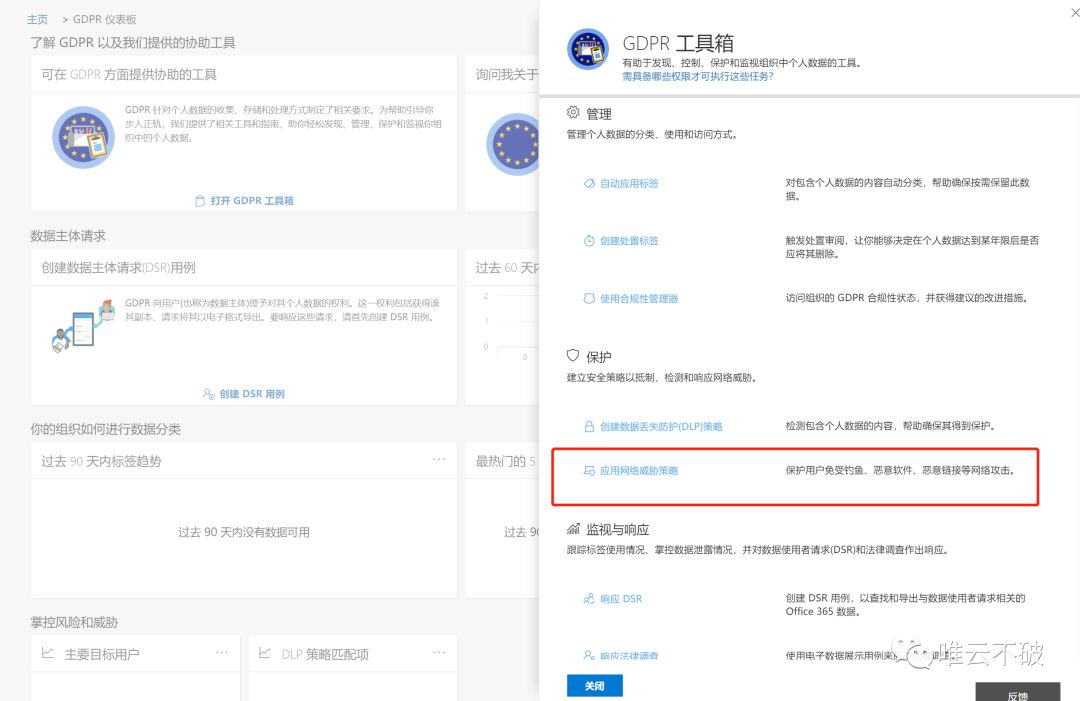 主页 > GDPR 仪表板
了解 GDPR 以及我们提供的协助工具
可在 GDPR 方面提供协助的工具
GDPR 针对个人数据的收集、存储和处理方式制定了相关要求。为帮助引导你
步入正轨，我们提供了相关工具和指南，助你轻松发现、管理、保护和监视你组
织中的个人数据。
打开 GDPR 工具箱
询问我关于
数据主体请求
创建数据主体请求(DSR)用例
GDPR 向用户(也称为数据主体)授予对其个人数据的权利。这一权利包括获得该
其副本、请求将其以电子格式导出。要响应这些请求，请首先创建 DSR 用例。
创建 DSR 用例
过去 60 天内
2
1
0
0
你的组织如何进行数据分类
过去 90 天内标签趋势
···
过去 90 天内没有数据可用
最热门的 5
过去 90
掌控风险和威胁
主要目标用户
···
DLP 策略匹配项
···
GDPR 工具箱
有助于发现、控制、保护和监视组织中个人数据的工具。
需具备哪些权限才可执行这些任务?
管理
管理个人数据的分类、使用和访问方式。
自动应用标签
对包含个人数据的内容自动分类，帮助确保按需保留此数
据。
创建处置标签
触发处置审阅，让你能够决定在个人数据达到某年限后是否
应将其删除。
使用合规性管理器
访问组织的 GDPR 合规性状态，并获得建议的改进措施。
保护
建立安全策略以抵制、检测和响应网络威胁。
创建数据丢失防护(DLP)策略
检测包含个人数据的内容，帮助确保其得到保护。
应用网络威胁策略
保护用户免受钓鱼、恶意软件、恶意链接等网络攻击。
监视与响应
跟踪标签使用情况、掌控数据泄露情况，并对数据使用者请求(DSR)和法律调查作出响应。
响应 DSR
创建 DSR 用例，以查找和导出与数据使用者请求相关的
Office 365 数据。
响应法律调查
使用电子数据展示用例来
唯云不破
关闭
反馈